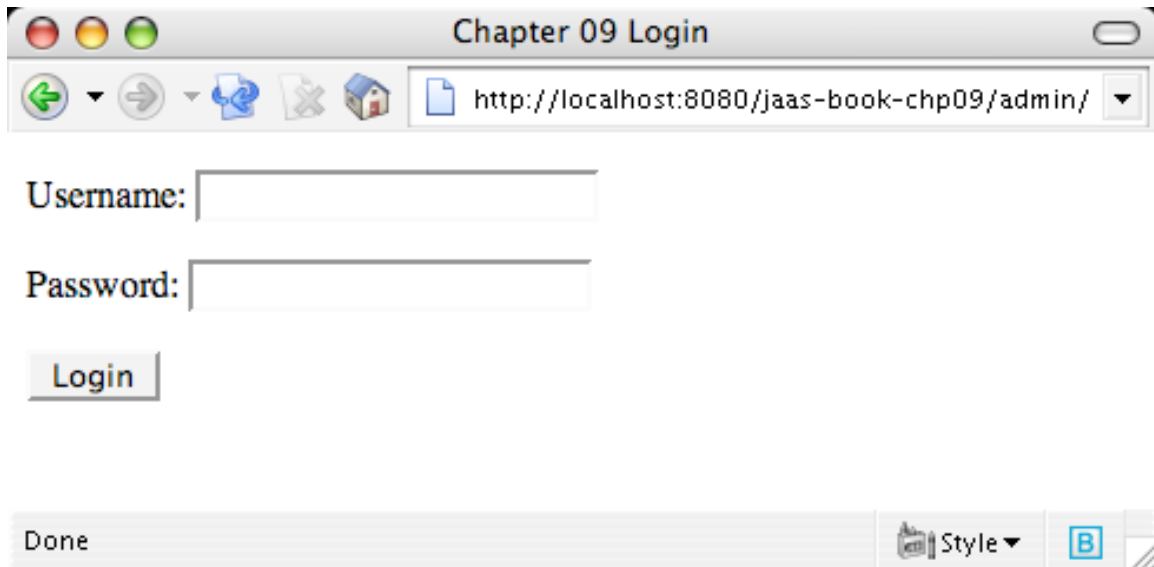 Chapter 09 Login
http://localhost:8080/jaas-book-chp09/admin/
Username:
Password:
Login
Done
Style
B